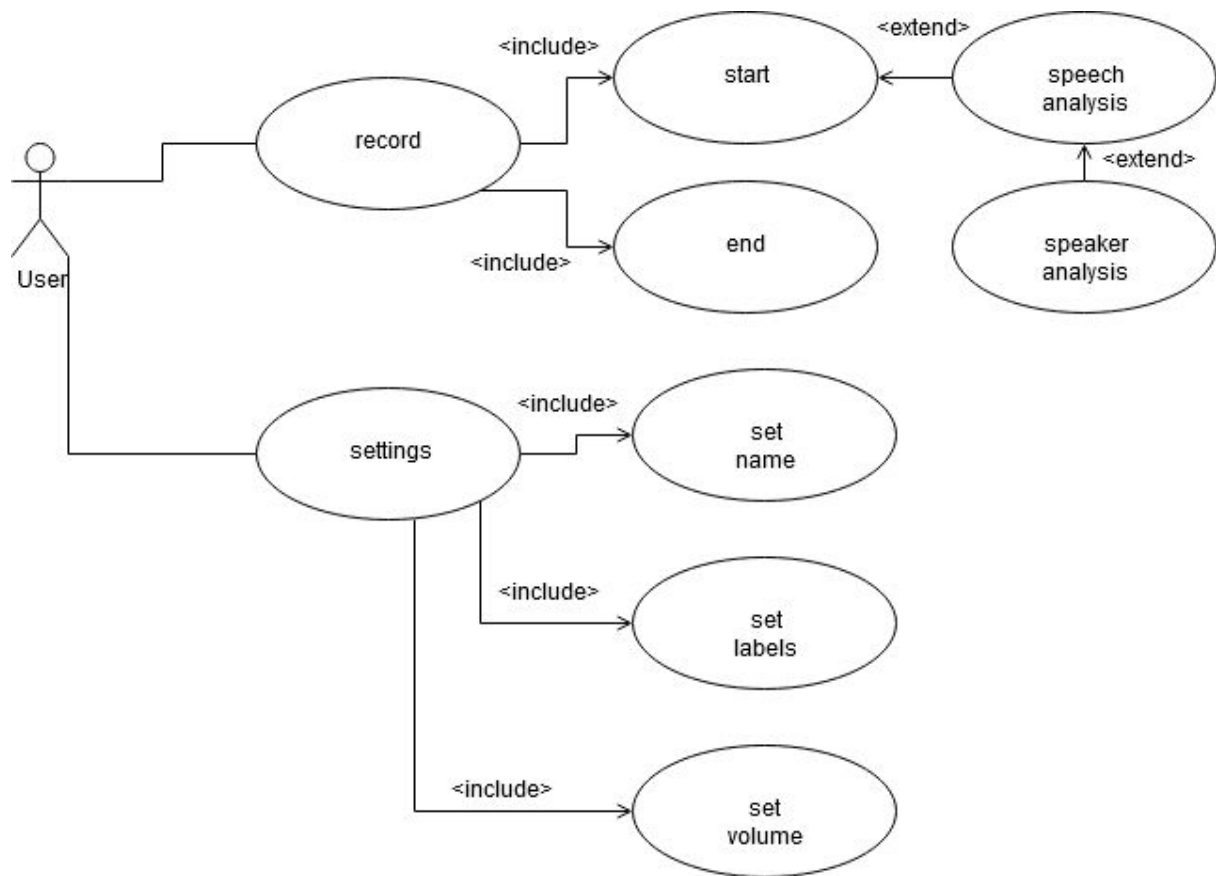 <extend>
<include>
start
speech
analysis
record
<extend>
end
speaker
analysis
<include>
User
<include>
set
name
settings
<include>
set
labels
<include>
set
volume